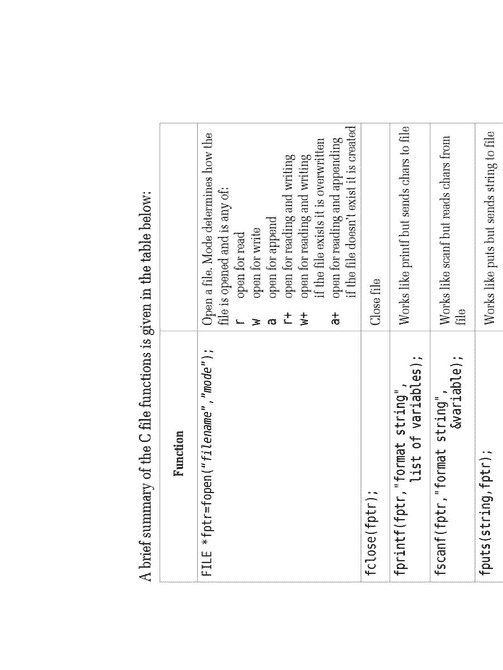 A brief summary of the C file functions is given in the table below:
Function
FILE *fptr=fopen("filename","mode");
Open a file. Mode determines how the
file is opened and is any of:
r open for read
w open for write
a open for append
r+ open for reading and writing
w+ open for reading and writing
if the file exists it is overwritten
a+ open for reading and appending
if the file doesn't exist it is created
fclose(fptr);
Close file
fprintf(fptr,"format string",
list of variables);
Works like printf but sends chars to file
fscanf(fptr,"format string",
&variable);
Works like scanf but reads chars from
file
fputs(string,fptr);
Works like puts but sends string to file